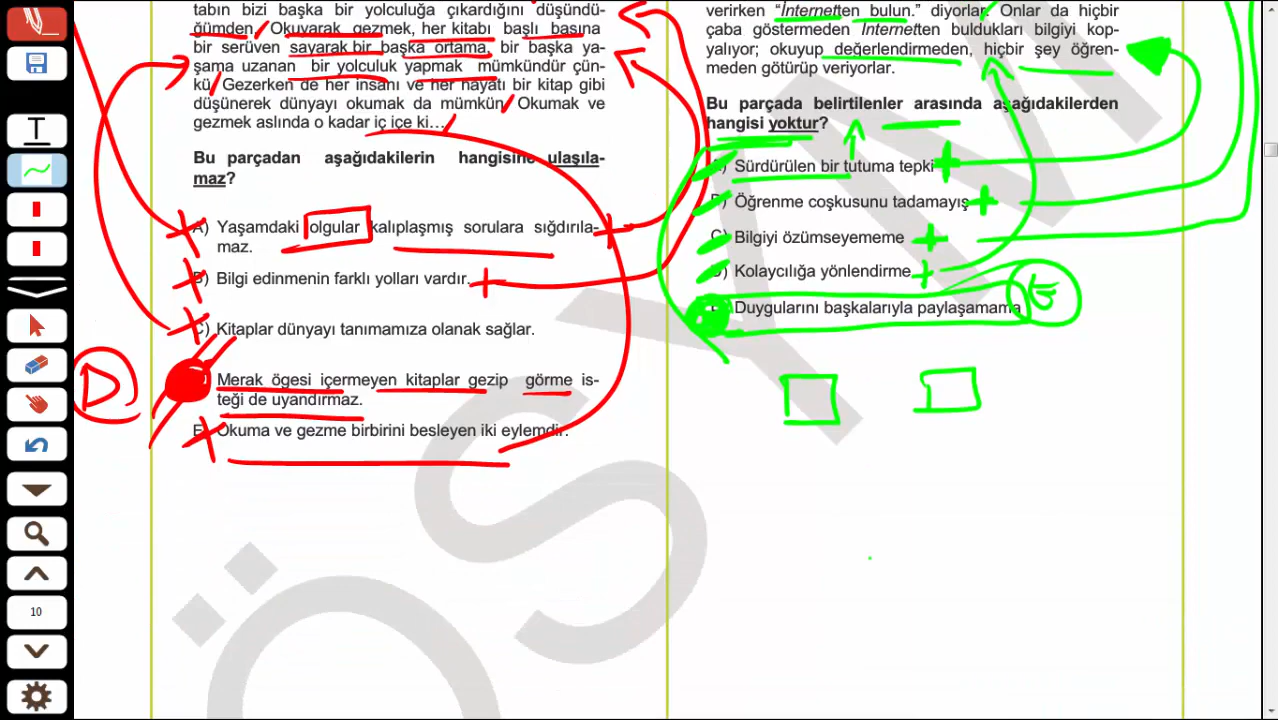 tabın bizi başka bir yolculuğa çıkardığını düşündü-
ğümden. Okuyarak gezmek, her kitabı başlı başına
bir serüven sayarak bir başka ortama, bir başka ya-
şama uzanan bir yolculuk yapmak mümkündür çün-
kü. Gezerken de her insanı ve her hayatı bir kitap gibi
düşünerek dünyayı okumak da mümkün. Okumak ve
gezmek aslında o kadar iç içe ki...
Bu parçadan aşağıdakilerin hangisine ulaşıla-
maz?
A) Yaşamdaki olgular kalıplaşmış sorulara sığdırıla-
maz.
B) Bilgi edinmenin farklı yolları vardır.
C) Kitaplar dünyayı tanımamıza olanak sağlar.
D
Merak ögesi içermeyen kitaplar gezip görme is-
teği de uyandırmaz.
E) Okuma ve gezme birbirini besleyen iki eylemdir.
verirken “İnternetten bulun.” diyorlar. Onlar da hiçbir
çaba göstermeden Internetten buldukları bilgiyi kop-
yalıyor; okuyup değerlendirmeden, hiçbir şey öğren-
meden götürüp veriyorlar.
Bu parçada belirtilenler arasında aşağıdakilerden
hangisi yoktur?
A) Sürdürülen bir tutuma tepki
B) Öğrenme coşkusunu tadamayış
C) Bilgiyi özümseyememe
D) Kolaycılığa yönlendirme
Duygularını başkalarıyla paylaşamama
E
ÖSYM
T
10